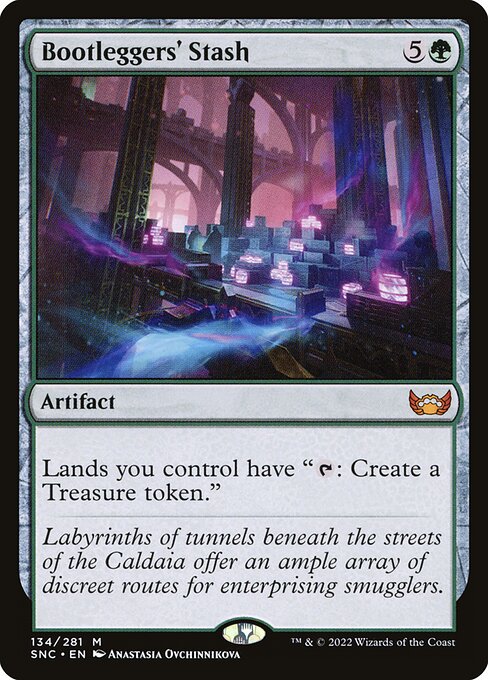 Bootleggers' Stash 5
Artifact
Lands you control have “: Create a
Treasure token.”
Labyrinths of tunnels beneath the streets
of the Caldaia offer an ample array of
discreet routes for enterprising smugglers.
134/281 M
SNC • EN Anastasia Ovchinnikova
™ & © 2022 Wizards of the Coast